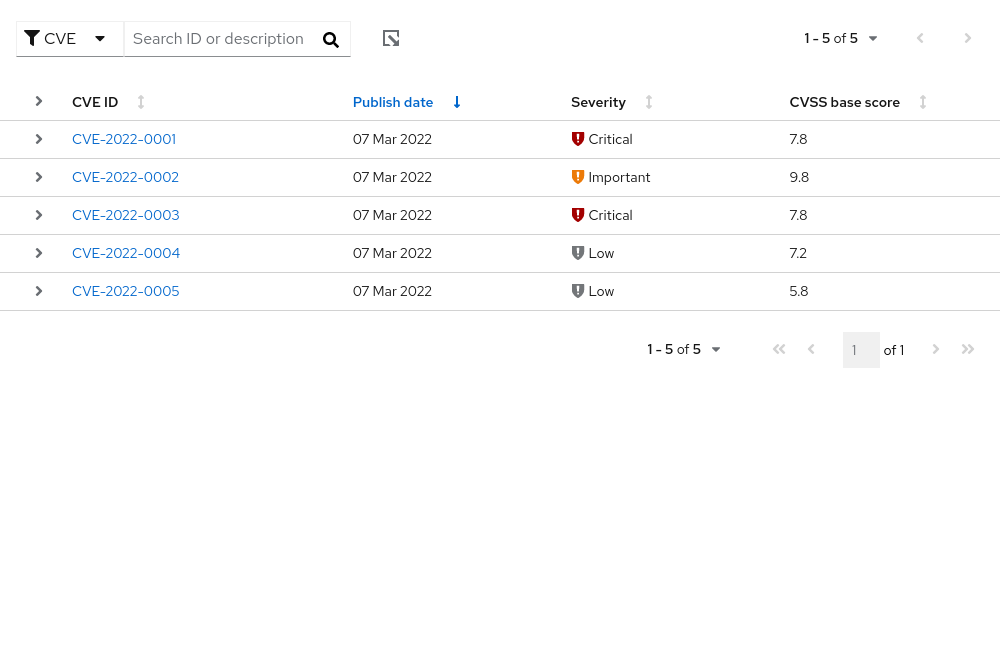 CVE Search ID or description 1 - 5 of 5
CVE ID Publish date Severity CVSS base score
CVE-2022-0001 07 Mar 2022 Critical 7.8
CVE-2022-0002 07 Mar 2022 Important 9.8
CVE-2022-0003 07 Mar 2022 Critical 7.8
CVE-2022-0004 07 Mar 2022 Low 7.2
CVE-2022-0005 07 Mar 2022 Low 5.8
1 - 5 of 5 1 of 1